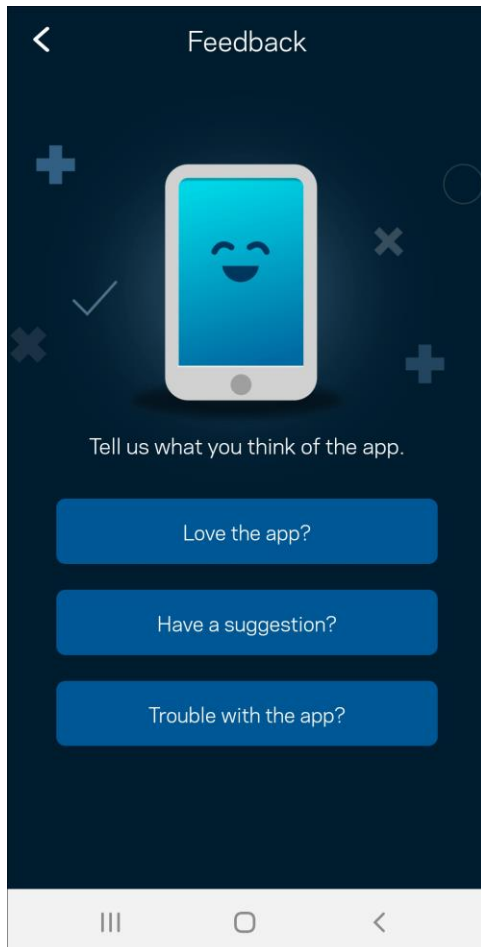 Feedback
Tell us what you think of the app.
Love the app?
Have a suggestion?
Trouble with the app?